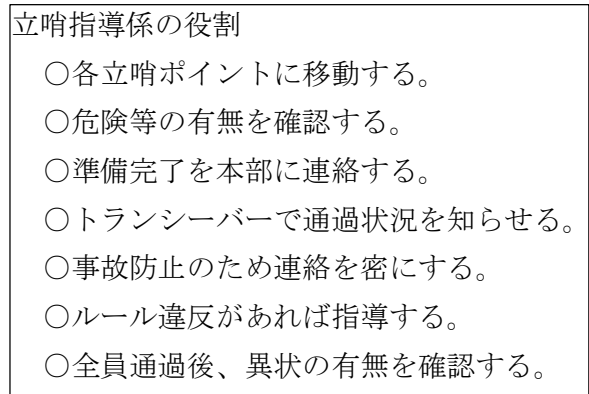 立哨指導係の役割
○各立哨ポイントに移動する。
○危険等の有無を確認する。
○準備完了を本部に連絡する。
○トランシーバーで通過状況を知らせる。
○事故防止のため連絡を密にする。
○ルール違反があれば指導する。
○全員通過後、異状の有無を確認する。